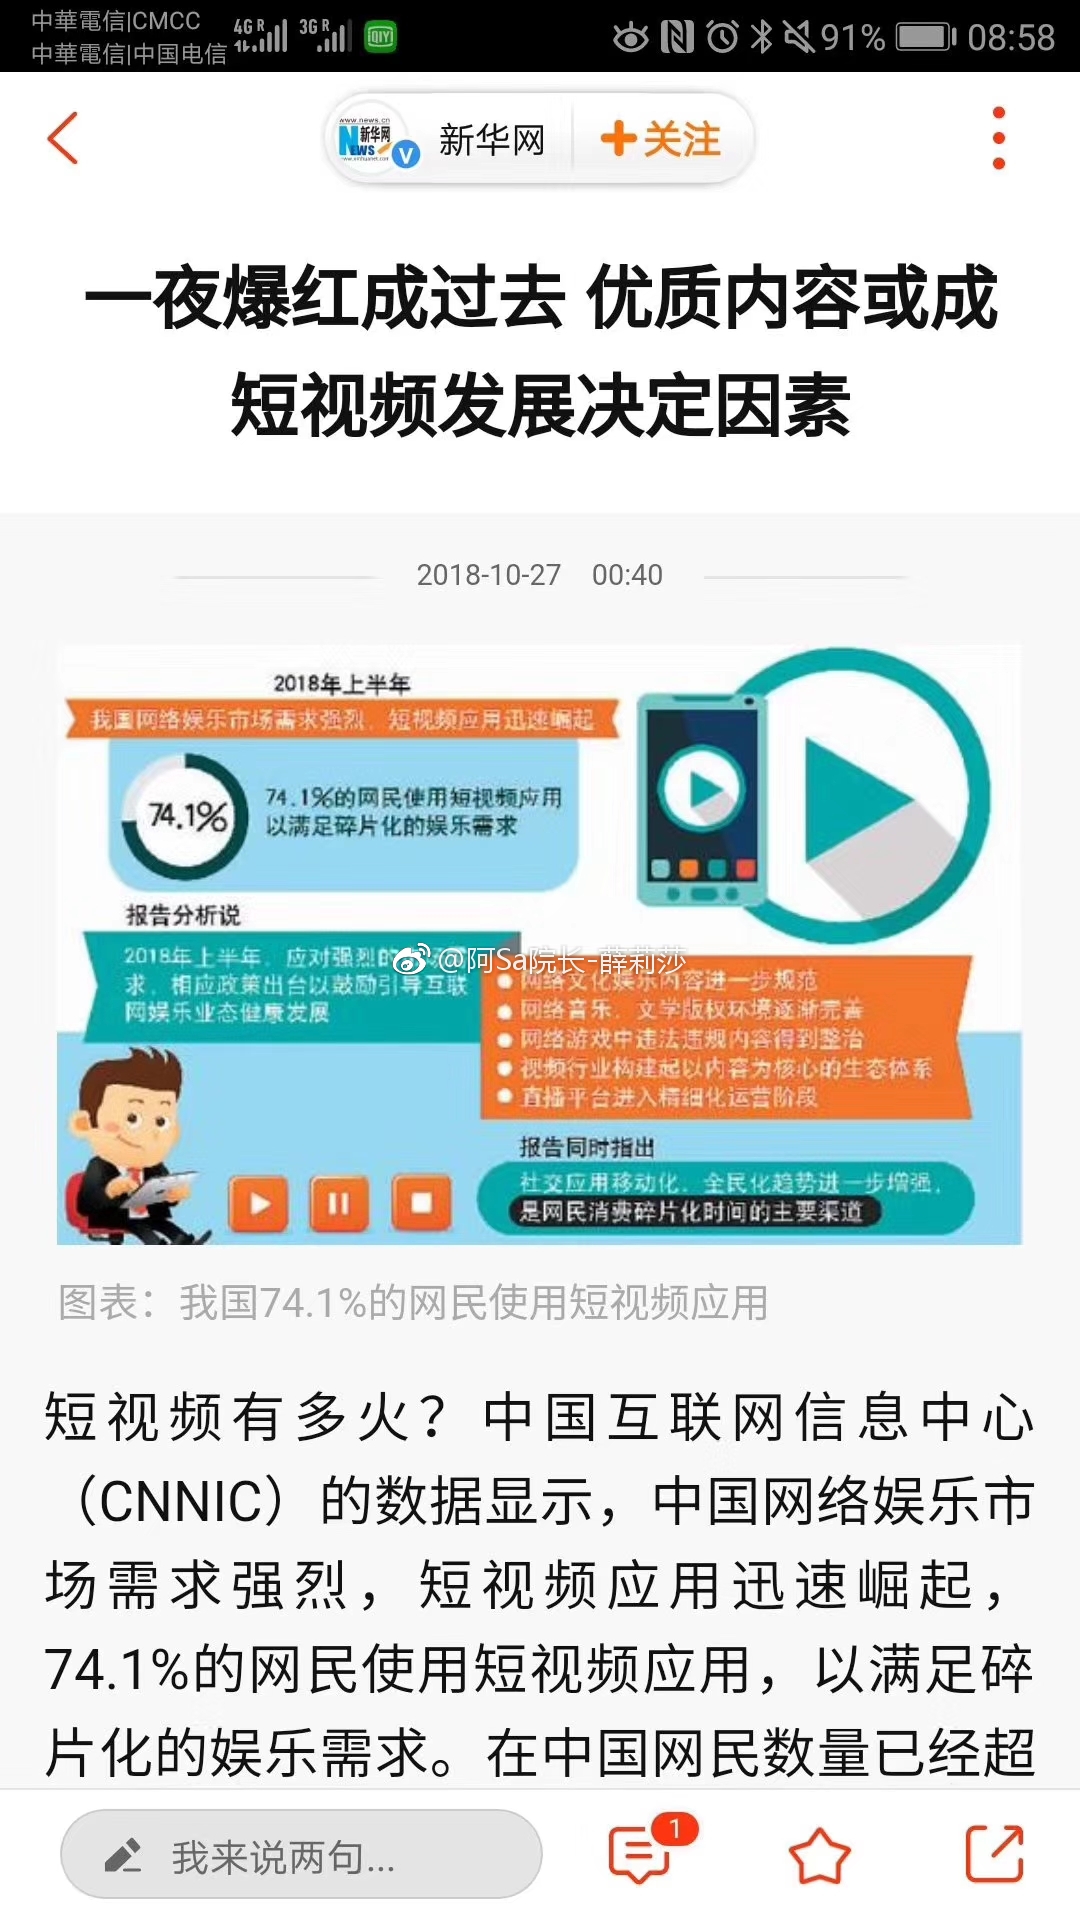 中華電信|CMCC
中華電信|中国电信
4G R
3G R
iQIYI
91%
08:58
www.news.cn
新华网
NEWS
www.xinhuanet.com
V
新华网
关注
一夜爆红成过去 优质内容或成
短视频发展决定因素
2018-10-27 00:40
2018年上半年
我国网络娱乐市场需求强烈，短视频应用迅速崛起
74.1%
74.1%的网民使用短视频应用
以满足碎片化的娱乐需求
报告分析说
2018年上半年，应对强烈的市场需
求，相应政策出台以鼓励引导互联
网娱乐业态健康发展
@阿Sa院长-薛莉莎
网络文化娱乐内容进一步规范
网络音乐、文学版权环境逐渐完善
网络游戏中违法违规内容得到整治
视频行业构建起以内容为核心的生态体系
直播平台进入精细化运营阶段
报告同时指出
社交应用移动化、全民化趋势进一步增强，
是网民消费碎片化时间的主要渠道
图表：我国74.1%的网民使用短视频应用
短视频有多火？中国互联网信息中心
（CNNIC）的数据显示，中国网络娱乐市
场需求强烈，短视频应用迅速崛起，
74.1%的网民使用短视频应用，以满足碎
片化的娱乐需求。在中国网民数量已经超
我来说两句...
1